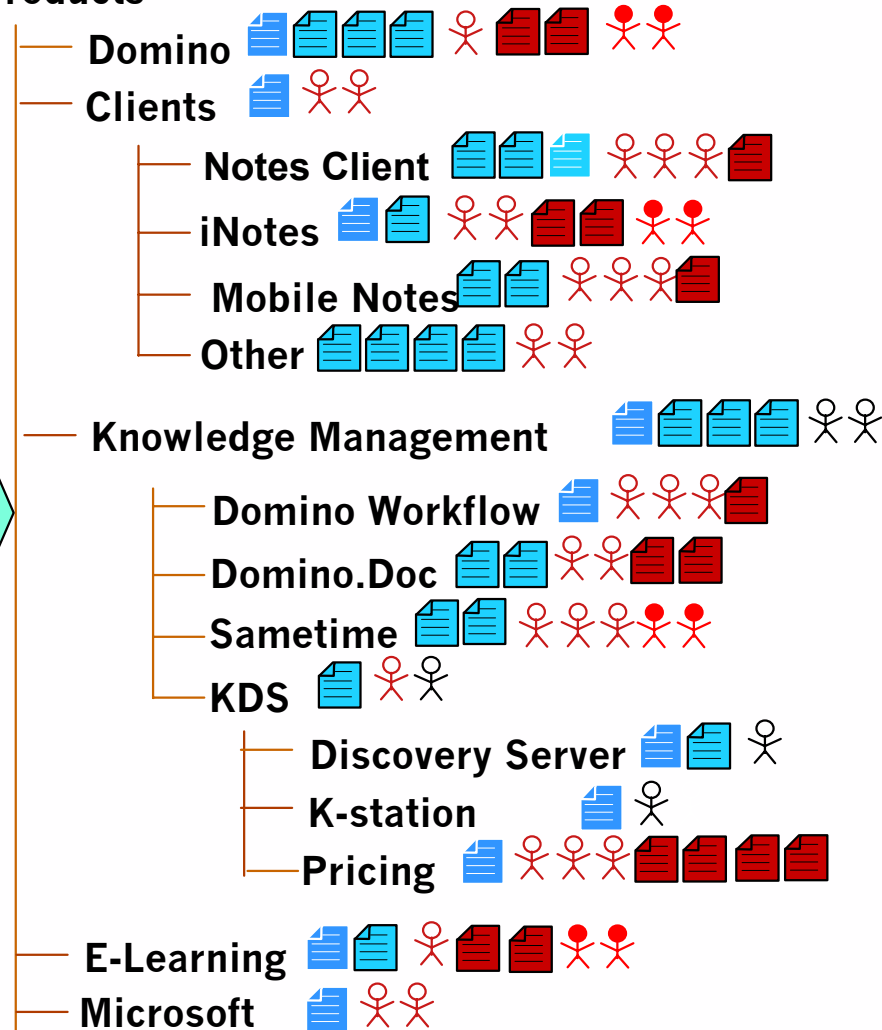 Domino
Clients
Notes Client
iNotes
Mobile Notes
Other
Knowledge Management
Domino Workflow
Domino.Doc
Sametime
KDS
Discovery Server
K-station
Pricing
E-Learning
Microsoft